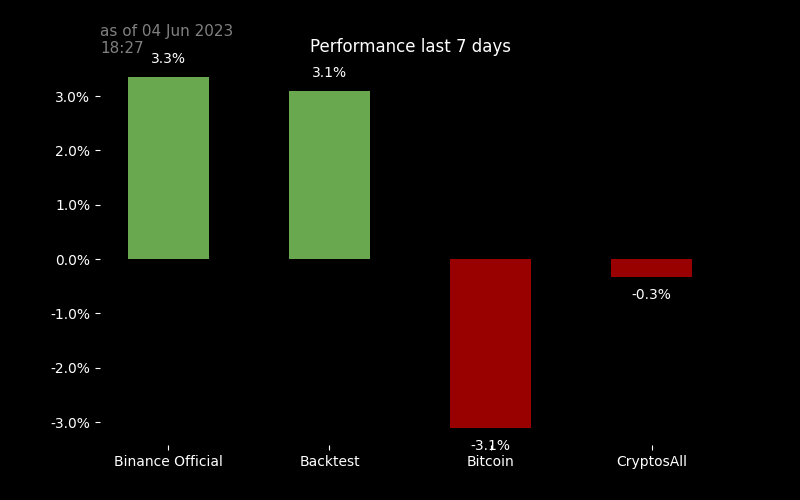 as of 04 Jun 2023
18:27
Performance last 7 days
3.3%
3.1%
3.0%
2.0%
1.0%
0.0%
-1.0%
-2.0%
-3.0%
-0.3%
-3.1%
Binance Official
Backtest
Bitcoin
CryptosAll